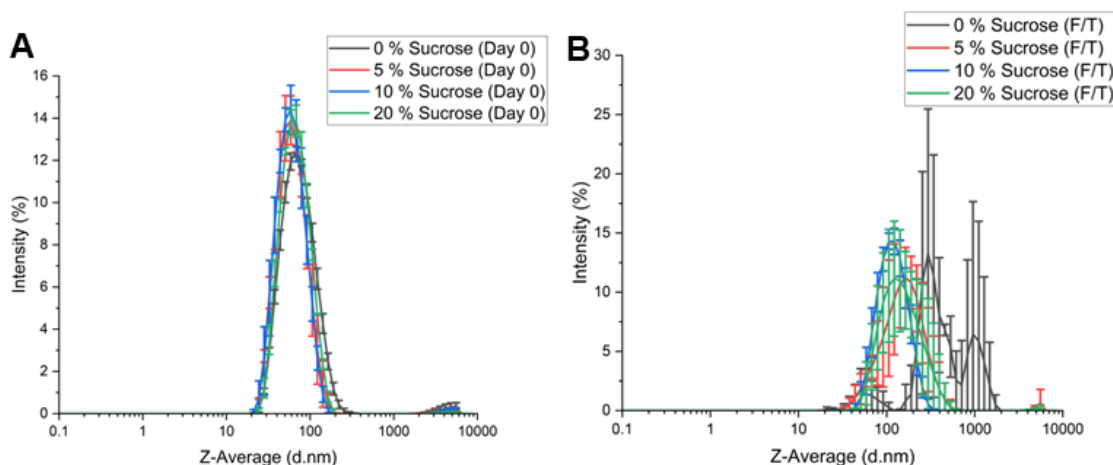 A
0 % Sucrose (Day 0)
5 % Sucrose (Day 0)
10 % Sucrose (Day 0)
20 % Sucrose (Day 0)
16
14
12
10
8
6
4
2
0
Intensity (%)
0.1 1 10 100 1000 10000
Z-Average (d.nm)
B
0 % Sucrose (F/T)
5 % Sucrose (F/T)
10 % Sucrose (F/T)
20 % Sucrose (F/T)
30
25
20
15
10
5
0
Intensity (%)
0.1 1 10 100 1000 10000
Z-Average (d.nm)